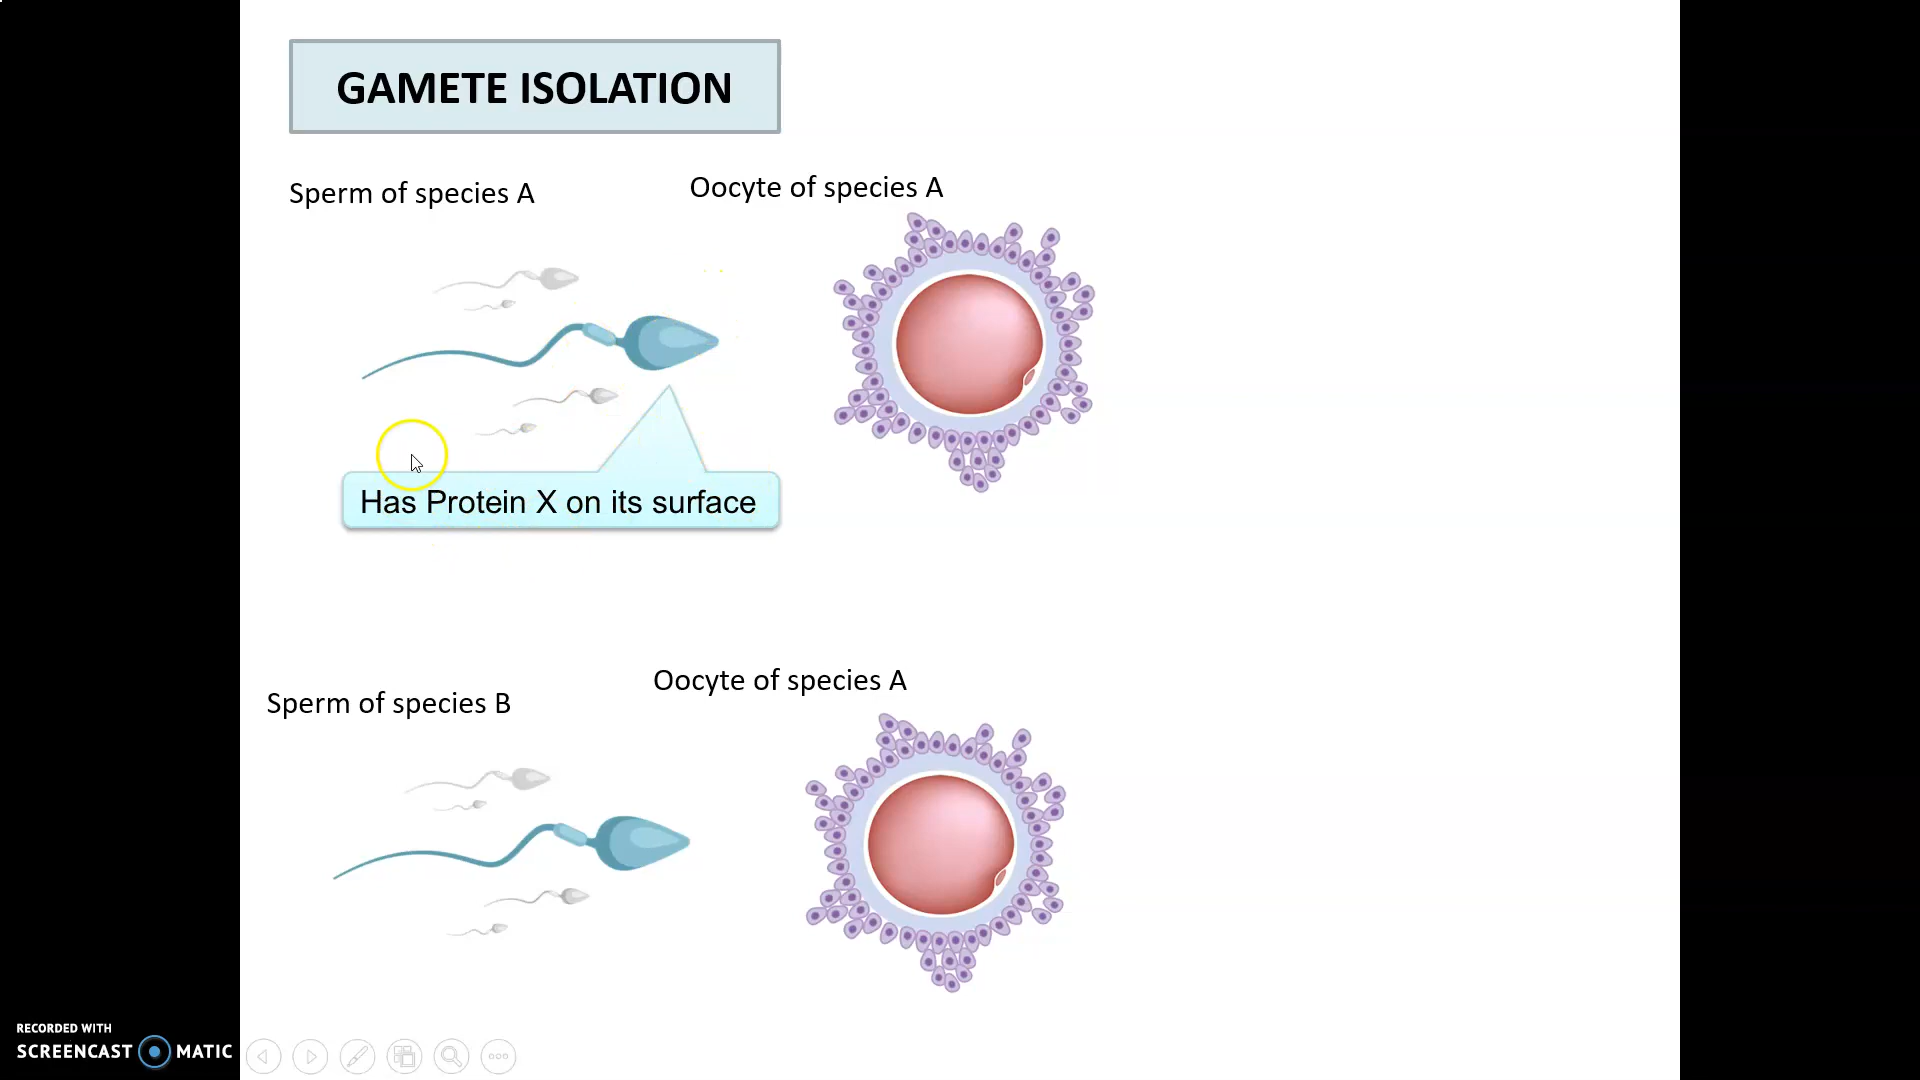 GAMETE ISOLATION
Sperm of species A
Oocyte of species A
Has Protein X on its surface
Oocyte of species A
Sperm of species B
RECORDED WITH
SCREENCAST MATIC